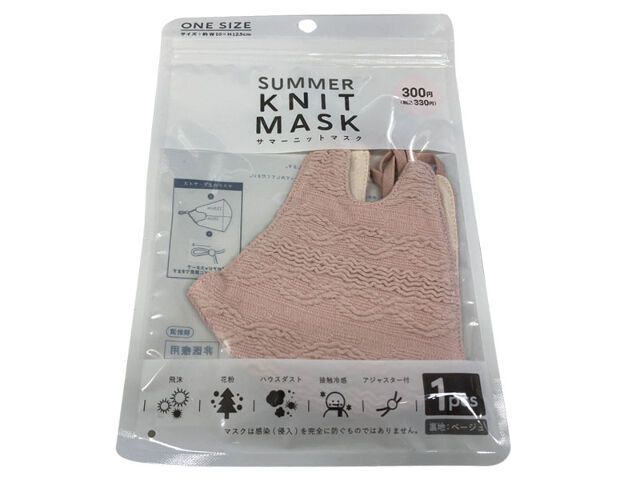 ONE SIZE
サイズ：約 W10×H12.5cm
SUMMER
KNIT
MASK
サマーニットマスク
300円
(税込330円)
飛沫
花粉
ハウスダスト
接触冷感
アジャスター付
1pcs
裏地：ベージュ
マスクは感染(侵入)を完全に防ぐものではありません。